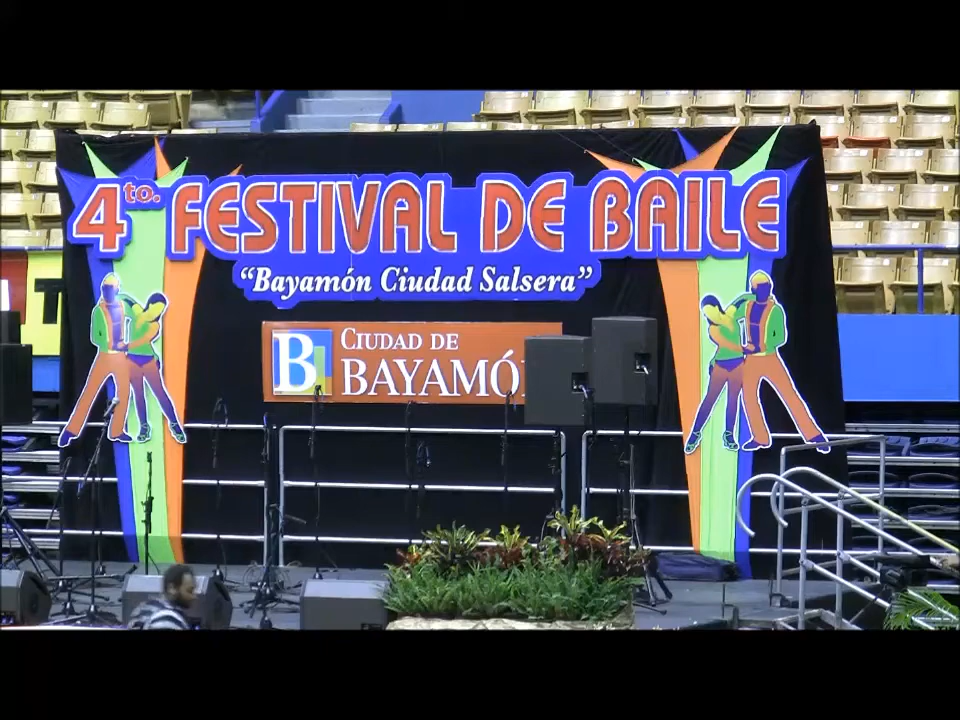 4to. FESTIVAL DE BAILE
“Bayamón Ciudad Salsera”
B
CIUDAD DE
BAYAMÓ
T